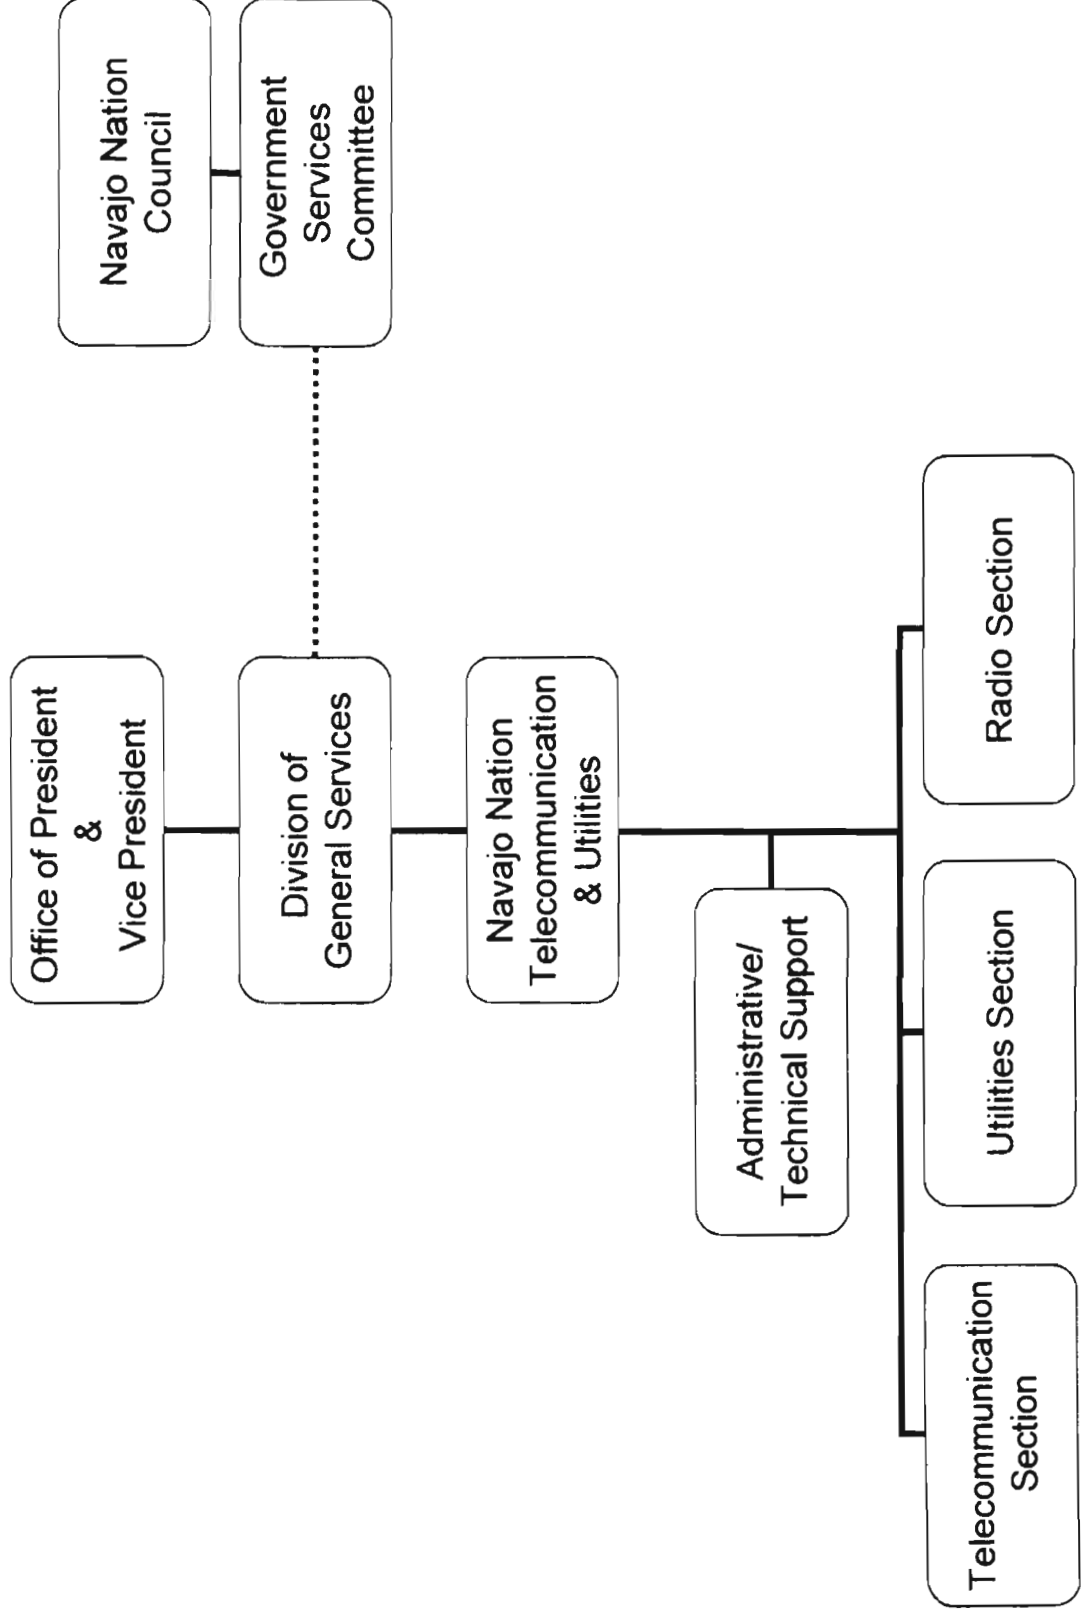 Office of President
&
Vice President
Navajo Nation
Council
Division of
General Services
Government
Services
Committee
Navajo Nation
Telecommunication
& Utilities
Administrative/
Technical Support
Telecommunication
Section
Utilities Section
Radio Section